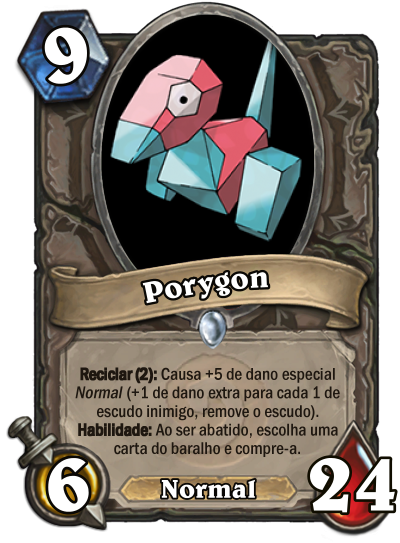 9
Porygon
Reciclar (2): Causa +5 de dano especial
Normal (+1 de dano extra para cada 1 de
escudo inimigo, remove o escudo).
Habilidade: Ao ser abatido, escolha uma
carta do baralho e compre-a.
6
Normal
24